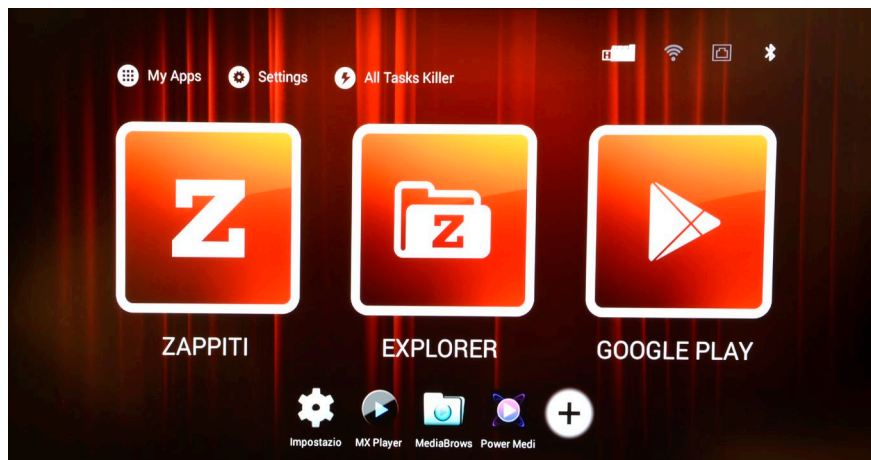 My Apps
Settings
All Tasks Killer
Z
Z
ZAPPITI
EXPLORER
GOOGLE PLAY
Impostazio
MX Player
MediaBrows
Power Medi